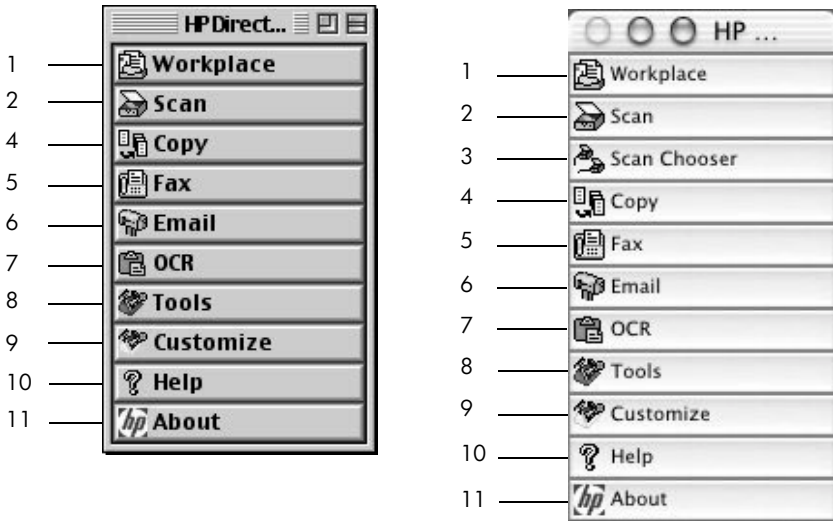 HPDirect...
1 Workplace
2 Scan
4 Copy
5 Fax
6 Email
7 OCR
8 Tools
9 Customize
10 Help
11 hp About
HP ...
1 Workplace
2 Scan
3 Scan Chooser
4 Copy
5 Fax
6 Email
7 OCR
8 Tools
9 Customize
10 Help
11 hp About